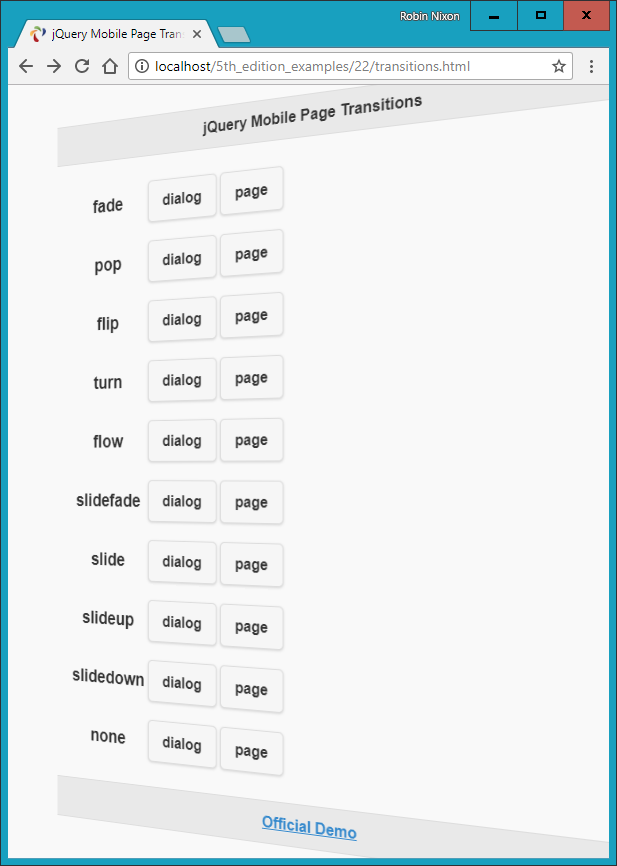 Robin Nixon
jQuery Mobile Page Tran
localhost/5th_edition_examples/22/transitions.html
jQuery Mobile Page Transitions
fade dialog page
pop dialog page
flip dialog page
turn dialog page
flow dialog page
slidefade dialog page
slide dialog page
slideup dialog page
slidedown dialog page
none dialog page
Official Demo